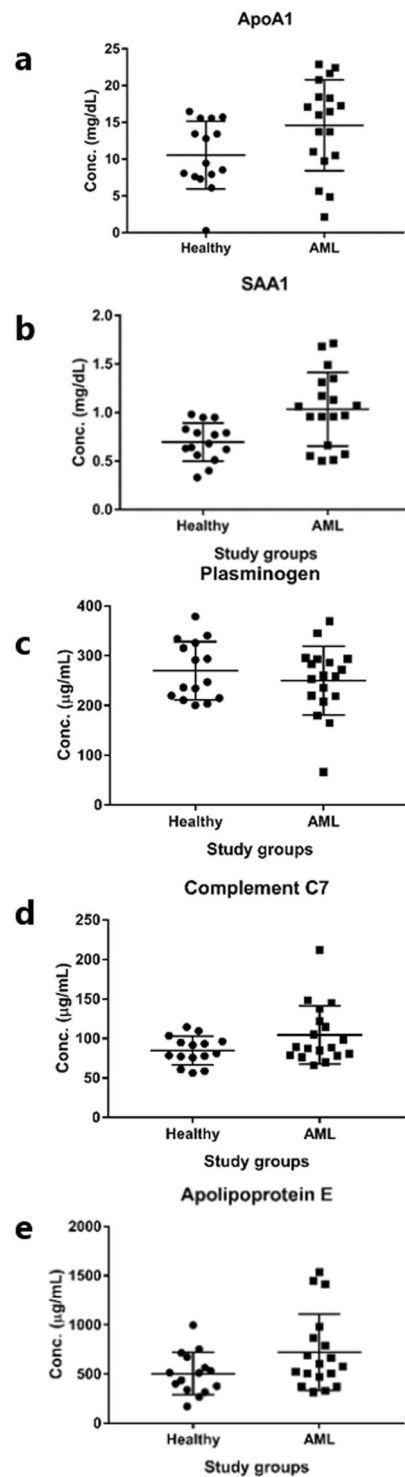 ApoA1
a
Conc. (mg/dL)
25
20
15
10
5
0
Healthy AML
SAA1
b
Conc. (mg/dL)
2.0
1.5
1.0
0.5
0.0
Healthy AML
Study groups
Plasminogen
c
Conc. (µg/mL)
400
300
200
100
0
Healthy AML
Study groups
Complement C7
d
Conc. (µg/mL)
250
200
150
100
50
0
Healthy AML
Study groups
Apolipoprotein E
e
Conc. (µg/mL)
2000
1500
1000
500
0
Healthy AML
Study groups